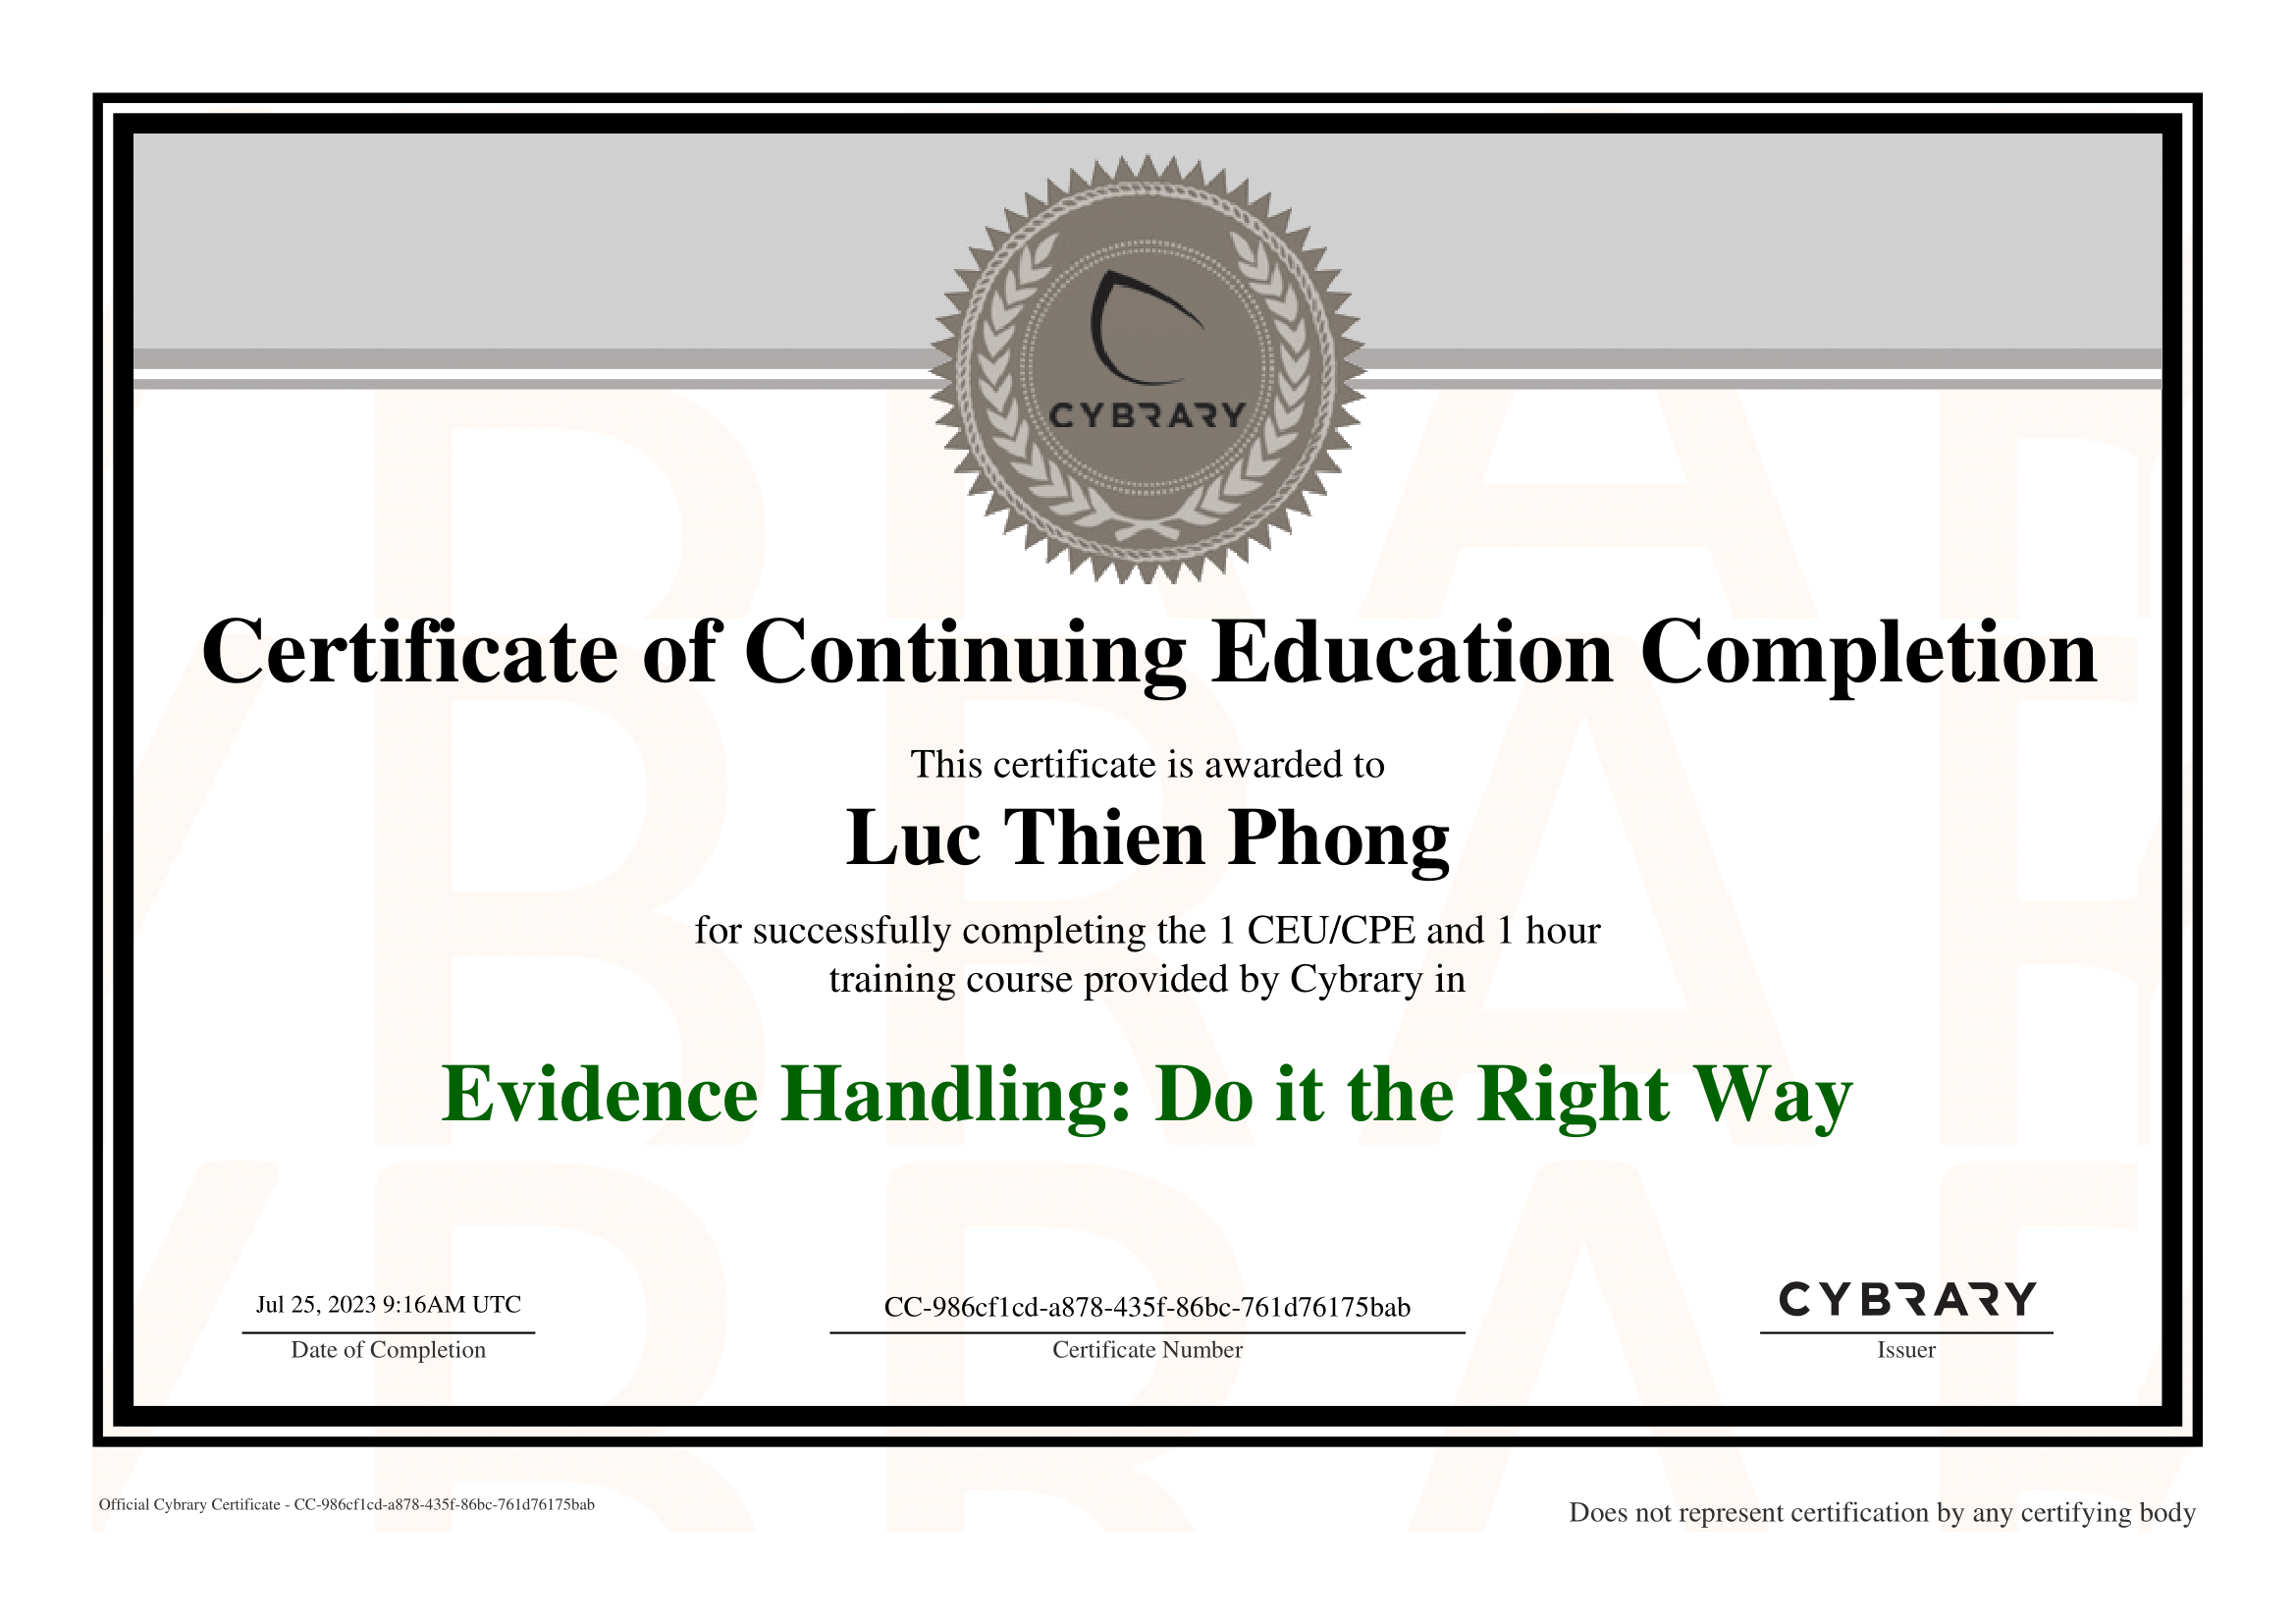 CYBRARY
Certificate of Continuing Education Completion
This certificate is awarded to
Luc Thien Phong
for successfully completing the 1 CEU/CPE and 1 hour
training course provided by Cybrary in
Evidence Handling: Do it the Right Way
Jul 25, 2023 9:16AM UTC
Date of Completion
CC-986cf1cd-a878-435f-86bc-761d76175bab
Certificate Number
CYBRARY
Issuer
Official Cybrary Certificate - CC-986cf1cd-a878-435f-86bc-761d76175bab
Does not represent certification by any certifying body